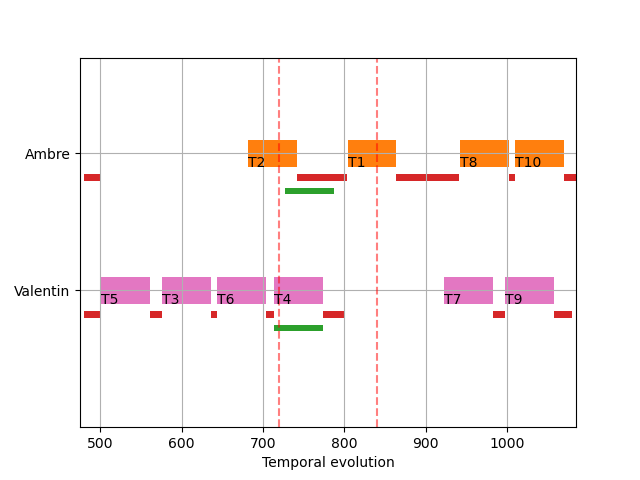 Ambre
T2 T1 T8 T10
Valentin
T5 T3 T6 T4 T7 T9
500 600 700 800 900 1000
Temporal evolution